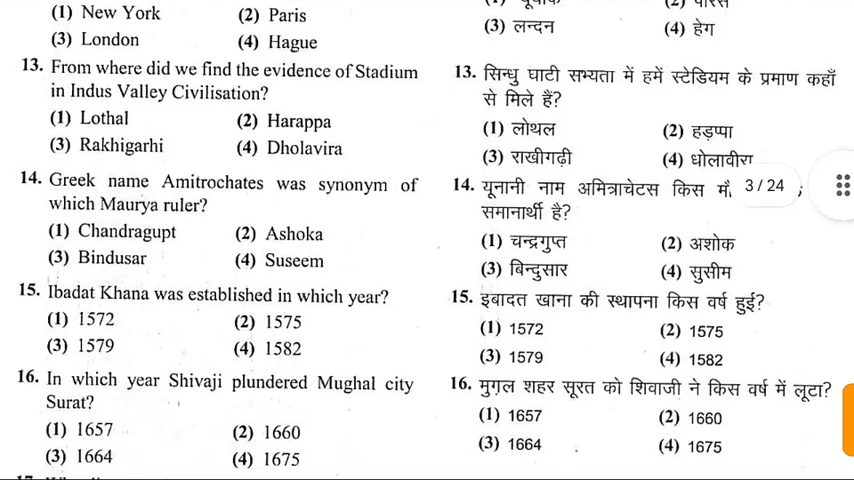 (1) New York (2) Paris
(3) London (4) Hague
13. From where did we find the evidence of Stadium
in Indus Valley Civilisation?
(1) Lothal (2) Harappa
(3) Rakhigarhi (4) Dholavira
14. Greek name Amitrochates was synonym of
which Maurya ruler?
(1) Chandragupt (2) Ashoka
(3) Bindusar (4) Suseem
15. Ibadat Khana was established in which year?
(1) 1572 (2) 1575
(3) 1579 (4) 1582
16. In which year Shivaji plundered Mughal city
Surat?
(1) 1657 (2) 1660
(3) 1664 (4) 1675
(3) लन्दन (4) हेग
13. सिन्धु घाटी सभ्यता में हमें स्टेडियम के प्रमाण कहाँ
से मिले हैं?
(1) लोथल (2) हड़प्पा
(3) राखीगढ़ी (4) धोलावीरा
14. यूनानी नाम अमित्राचेटस किस
समानार्थी है?
(1) चन्द्रगुप्त (2) अशोक
(3) बिन्दुसार (4) सुसीम
15. इबादत खाना की स्थापना किस वर्ष हुई?
(1) 1572 (2) 1575
(3) 1579 (4) 1582
16. मुग़ल शहर सूरत को शिवाजी ने किस वर्ष में लूटा?
(1) 1657 (2) 1660
(3) 1664 (4) 1675
3 / 24